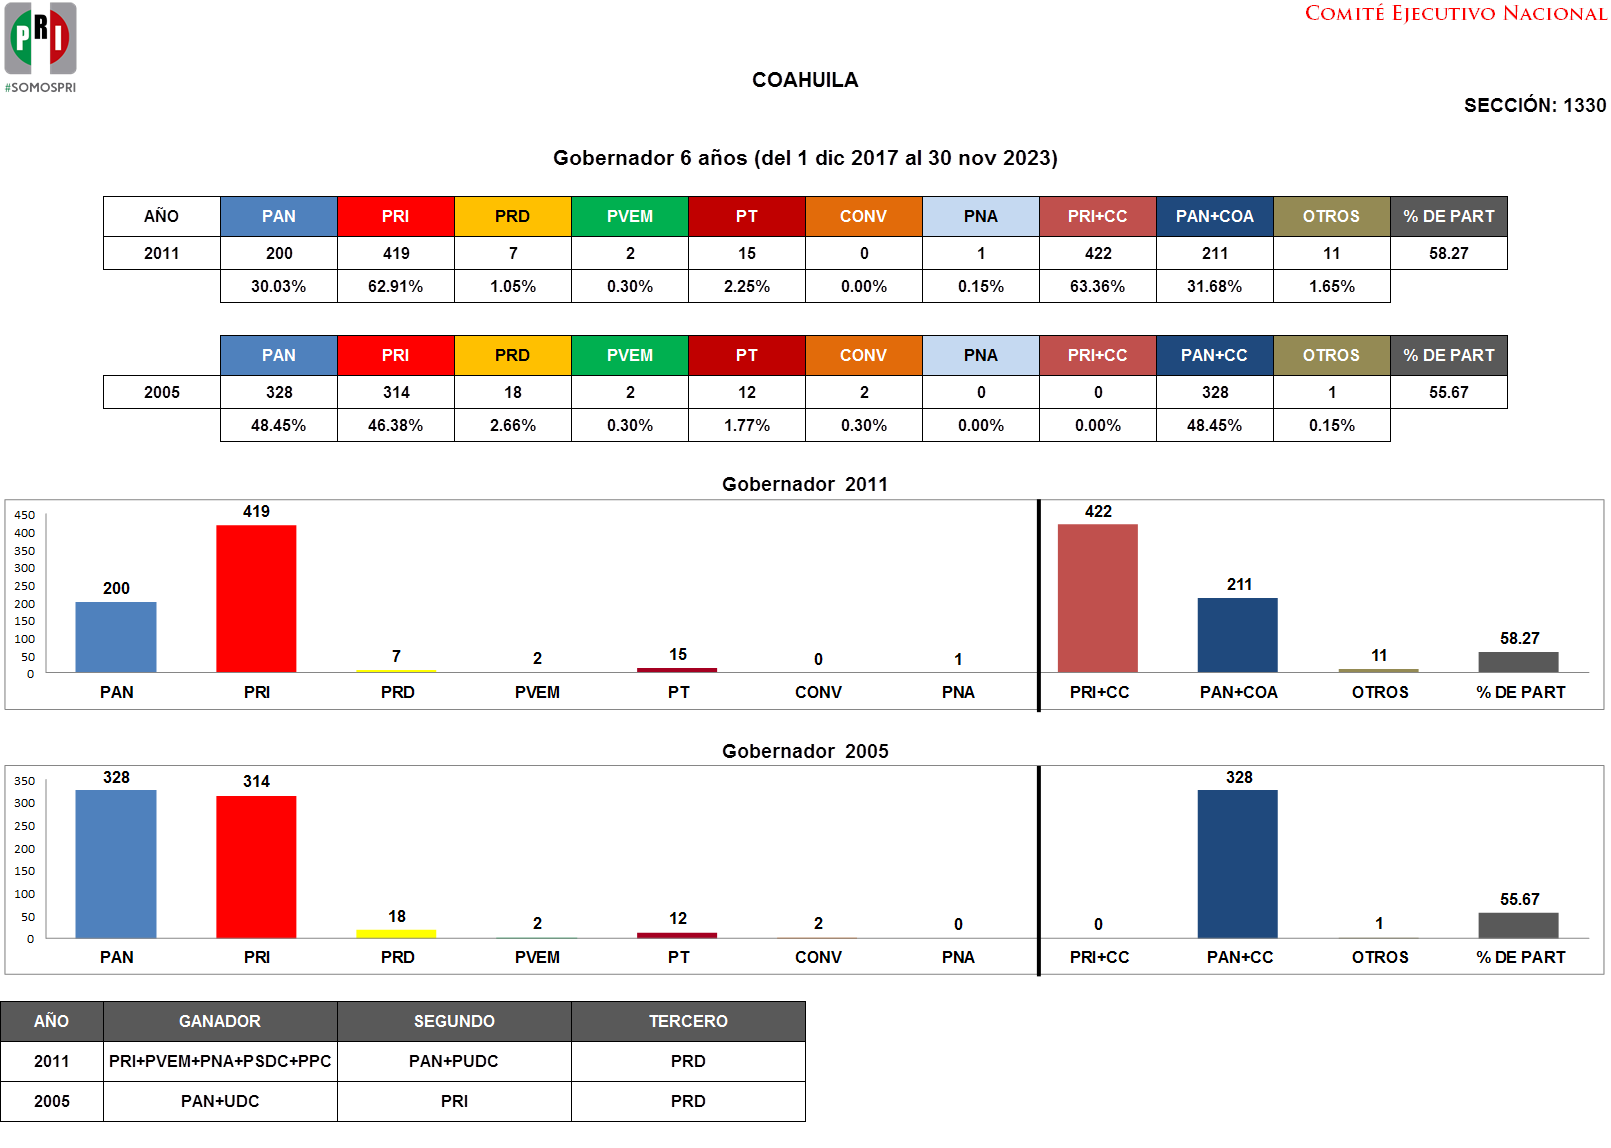 PRI
#SOMOSPRI
COMITÉ EJECUTIVO NACIONAL
COAHUILA
SECCIÓN: 1330
Gobernador 6 años (del 1 dic 2017 al 30 nov 2023)
AÑO PAN PRI PRD PVEM PT CONV PNA PRI+CC PAN+COA OTROS % DE PART
2011 200 419 7 2 15 0 1 422 211 11 58.27
30.03% 62.91% 1.05% 0.30% 2.25% 0.00% 0.15% 63.36% 31.68% 1.65%
PAN PRI PRD PVEM PT CONV PNA PRI+CC PAN+CC OTROS % DE PART
2005 328 314 18 2 12 2 0 0 328 1 55.67
48.45% 46.38% 2.66% 0.30% 1.77% 0.30% 0.00% 0.00% 48.45% 0.15%
Gobernador 2011
450
400
350
300
250
200
150
100
50
0
200 419 7 2 15 0 1 422 211 11 58.27
PAN PRI PRD PVEM PT CONV PNA PRI+CC PAN+COA OTROS % DE PART
Gobernador 2005
350
300
250
200
150
100
50
0
328 314 18 2 12 2 0 0 328 1 55.67
PAN PRI PRD PVEM PT CONV PNA PRI+CC PAN+CC OTROS % DE PART
AÑO GANADOR SEGUNDO TERCERO
2011 PRI+PVEM+PNA+PSDC+PPC PAN+PUDC PRD
2005 PAN+UDC PRI PRD